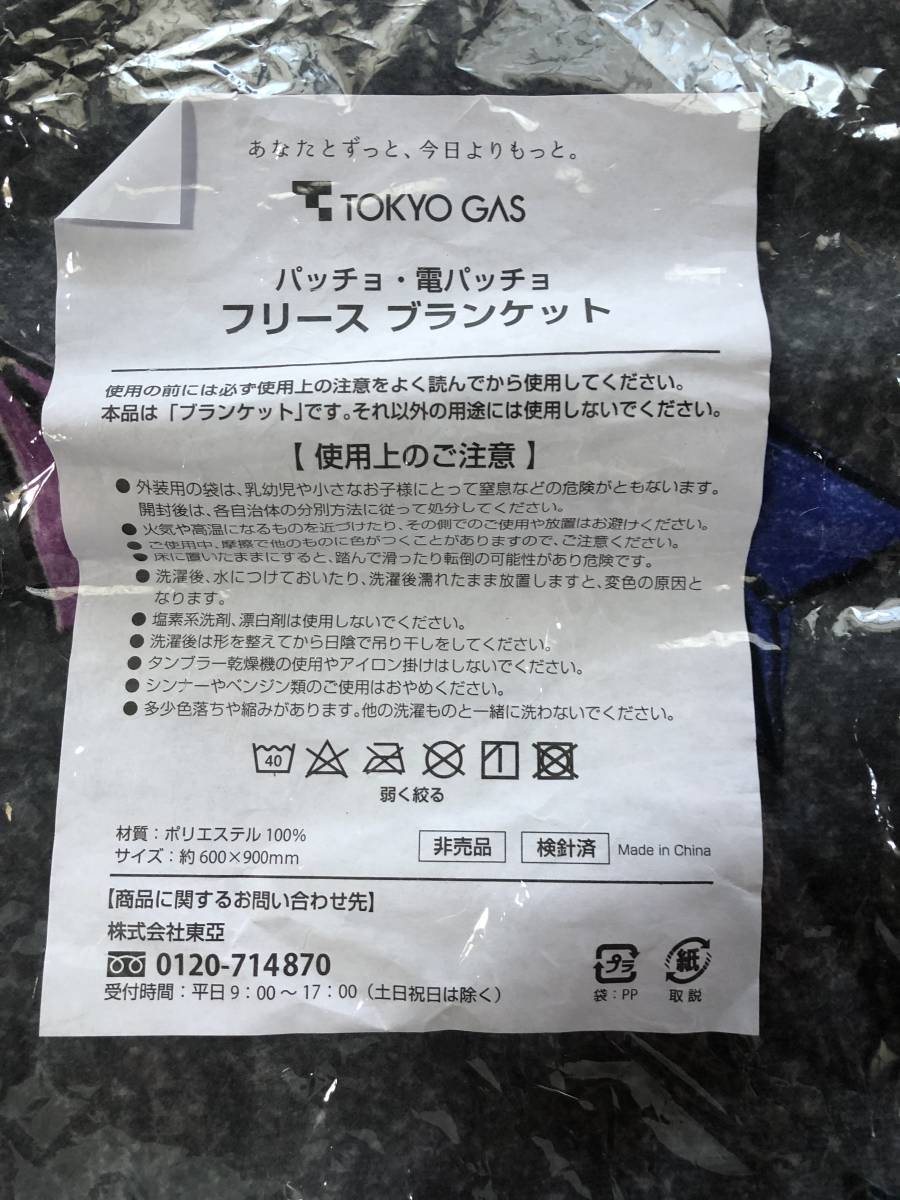 あなたとずっと、今日よりもっと。
TOKYO GAS
パッチョ・電パッチョ
フリース ブランケット
使用の前には必ず使用上の注意をよく読んでから使用してください。
本品は「ブランケット」です。それ以外の用途には使用しないでください。
【 使用上のご注意 】
●外装用の袋は、乳幼児や小さなお子様にとって窒息などの危険がともないます。
開封後は、各自治体の分別方法に従って処分してください。
●火気や高温になるものを近づけたり、その側でのご使用や放置はお避けください。
●ご使用中、摩擦で他のものに色がつくことがありますので、ご注意ください。
●床に置いたままにすると、踏んで滑ったり転倒の可能性があり危険です。
●洗濯後、水につけておいたり、洗濯後濡れたまま放置しますと、変色の原因と
なります。
●塩素系洗剤、漂白剤は使用しないでください。
●洗濯後は形を整えてから日陰で吊り干しをしてください。
●タンブラー乾燥機の使用やアイロン掛けはしないでください。
●シンナーやベンジン類のご使用はおやめください。
●多少色落ちや縮みがあります。他の洗濯ものと一緒に洗わないでください。
40
弱く絞る
材質：ポリエステル100%
サイズ：約600×900mm
非売品 検針済 Made in China
【商品に関するお問い合わせ先】
株式会社東亞
0120-714870
受付時間：平日9：00～17：00（土日祝日は除く）
プラ 紙
袋：PP 取説